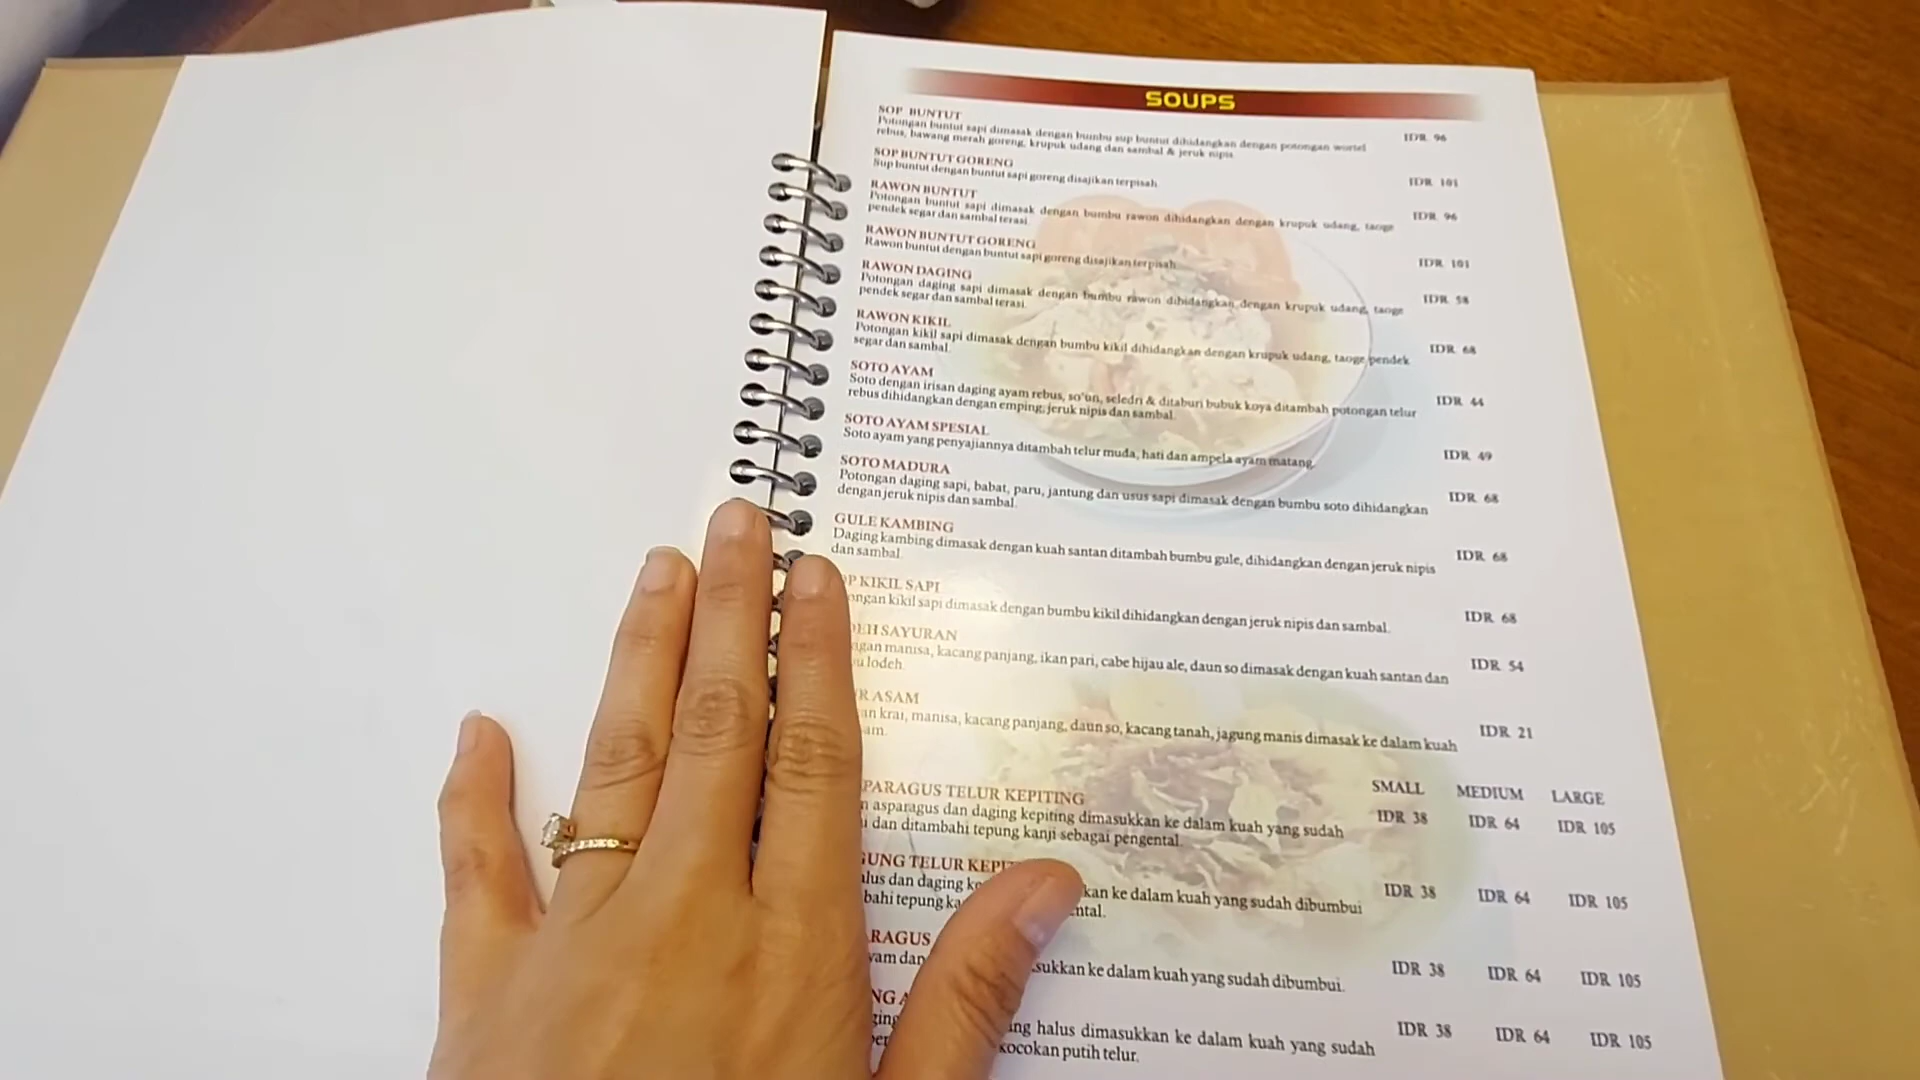 SOUPS
SOP BUNTUT IDR 96
Potongan buntut sapi dimasak dengan bumbu sup buntut dihidangkan dengan potongan wortel
rebus, bawang merah goreng, krupuk udang dan sambal & jeruk nipis
SOP BUNTUT GORENG IDR 101
Sup buntut dengan buntut sapi goreng disajikan terpisah.
RAWON BUNTUT IDR 96
Potongan buntut sapi dimasak dengan bumbu rawon dihidangkan dengan krupuk udang, taoge
pendek segar dan sambal terasi.
RAWON BUNTUT GORENG IDR 101
Rawon buntut dengan buntut sapi goreng disajikan terpisah.
RAWON DAGING IDR 58
Potongan daging sapi dimasak dengan bumbu rawon dihidangkan dengan krupuk udang, taoge
pendek segar dan sambal terasi.
RAWON KIKIL IDR 68
Potongan kikil sapi dimasak dengan bumbu kikil dihidangkan dengan krupuk udang, taoge pendek
segar dan sambal.
SOTO AYAM IDR 44
Soto dengan irisan daging ayam rebus, so'un, seledri & ditaburi bubuk koya ditambah potongan telur
rebus dihidangkan dengan emping, jeruk nipis dan sambal.
SOTO AYAM SPESIAL IDR 49
Soto ayam yang penyajiannya ditambah telur muda, hati dan ampela ayam matang.
SOTO MADURA IDR 68
Potongan daging sapi, babat, paru, jantung dan usus sapi dimasak dengan bumbu soto dihidangkan
dengan jeruk nipis dan sambal.
GULE KAMBING IDR 68
Daging kambing dimasak dengan kuah santan ditambah bumbu gule, dihidangkan dengan jeruk nipis
dan sambal.
KIKIL SAPI IDR 68
kikil sapi dimasak dengan bumbu kikil dihidangkan dengan jeruk nipis dan sambal.
SAYURAN IDR 54
manisa, kacang panjang, ikan pari, cabe hijau ale, daun so dimasak dengan kuah santan dan
lodeh.
ASAM IDR 21
krai, manisa, kacang panjang, daun so, kacang tanah, jagung manis dimasak ke dalam kuah
SMALL MEDIUM LARGE
TELUR KEPITING IDR 38 IDR 64 IDR 105
asparagus dan daging kepiting dimasukkan ke dalam kuah yang sudah
dan ditambahi tepung kanji sebagai pengental.
TELUR IDR 38 IDR 64 IDR 105
dan daging ke dalam kuah yang sudah dibumbui
tepung
IDR 38 IDR 64 IDR 105
dan ke dalam kuah yang sudah dibumbui.
IDR 38 IDR 64 IDR 105
halus dimasukkan ke dalam kuah yang sudah
kocokan putih telur.